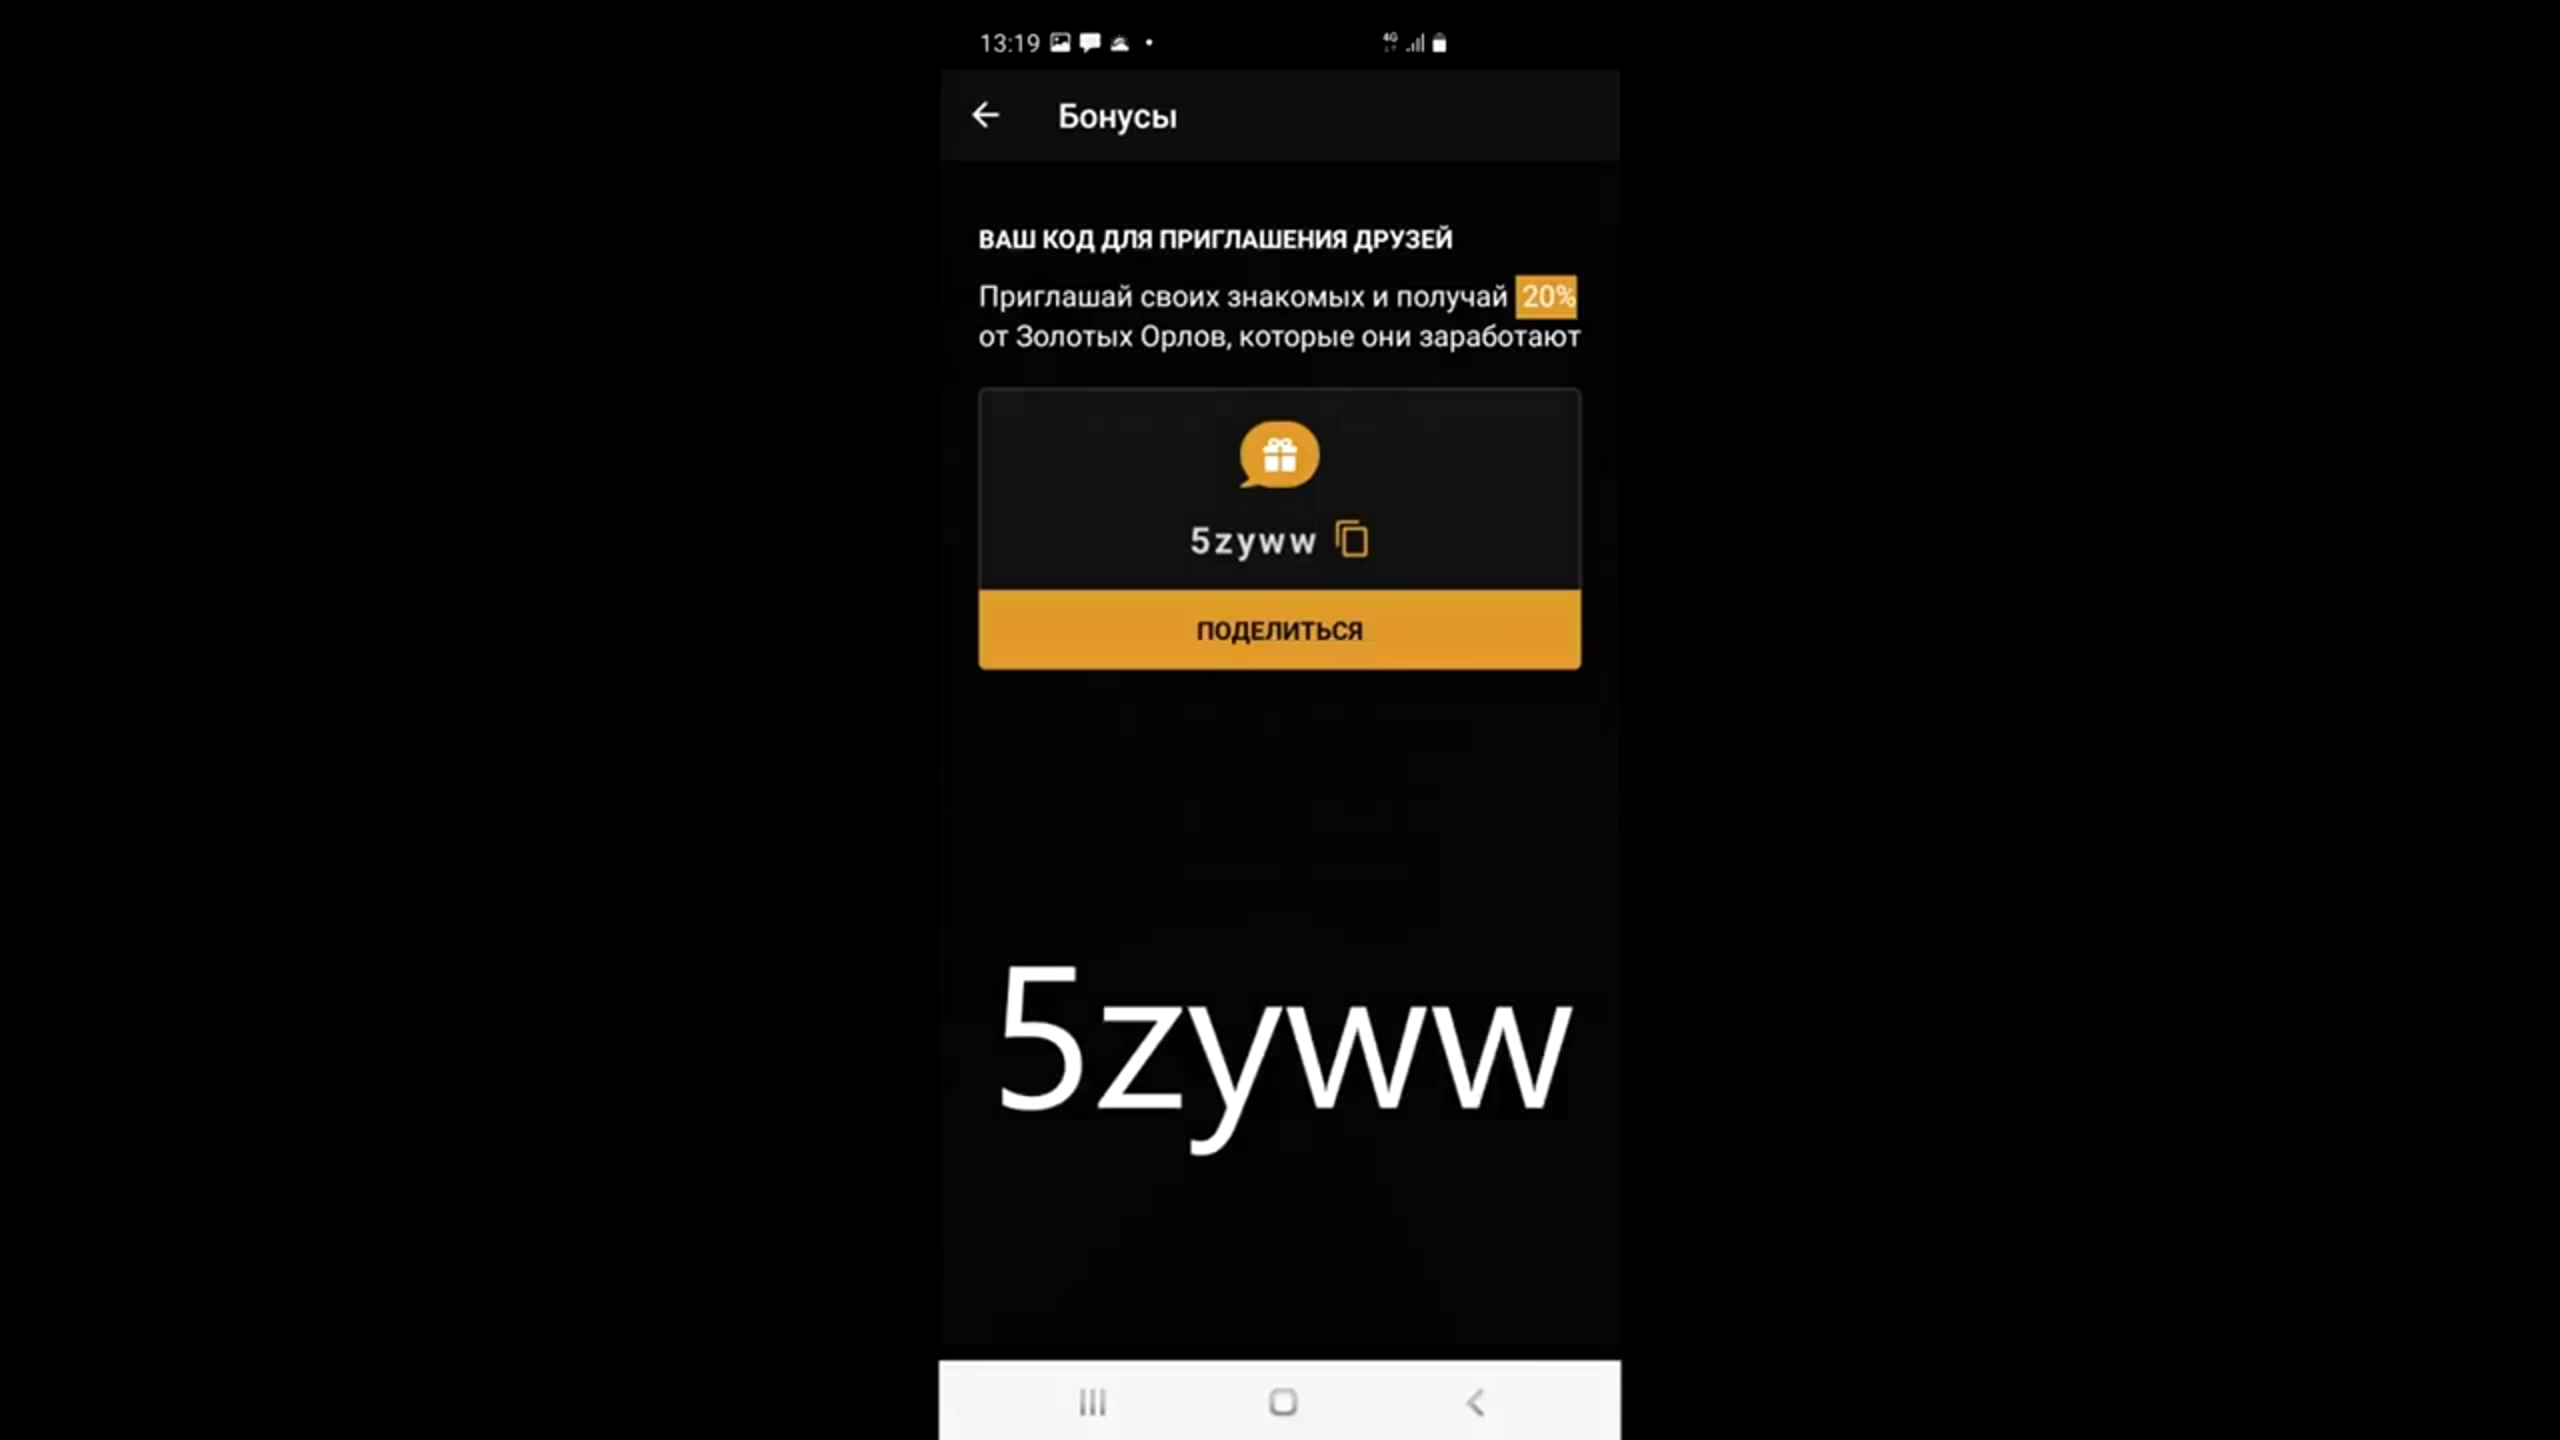 13:19
4G
Бонусы
ВАШ КОД ДЛЯ ПРИГЛАШЕНИЯ ДРУЗЕЙ
Приглашай своих знакомых и получай 20%
от Золотых Орлов, которые они заработают
5zyww
ПОДЕЛИТЬСЯ
5zyww